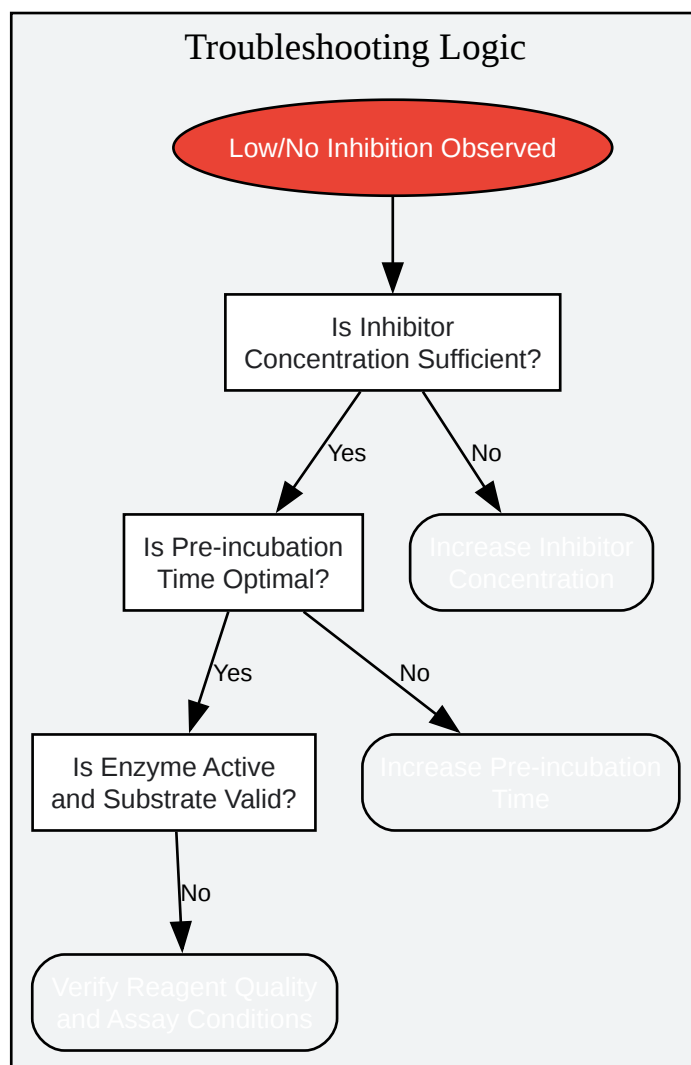 Troubleshooting Logic
Low/No Inhibition Observed
Is Inhibitor
Concentration Sufficient?
Yes
No
Is Pre-incubation
Time Optimal?
Increase Inhibitor
Concentration
Yes
No
Is Enzyme Active
and Substrate Valid?
Increase Pre-incubation
Time
No
Verify Reagent Quality
and Assay Conditions